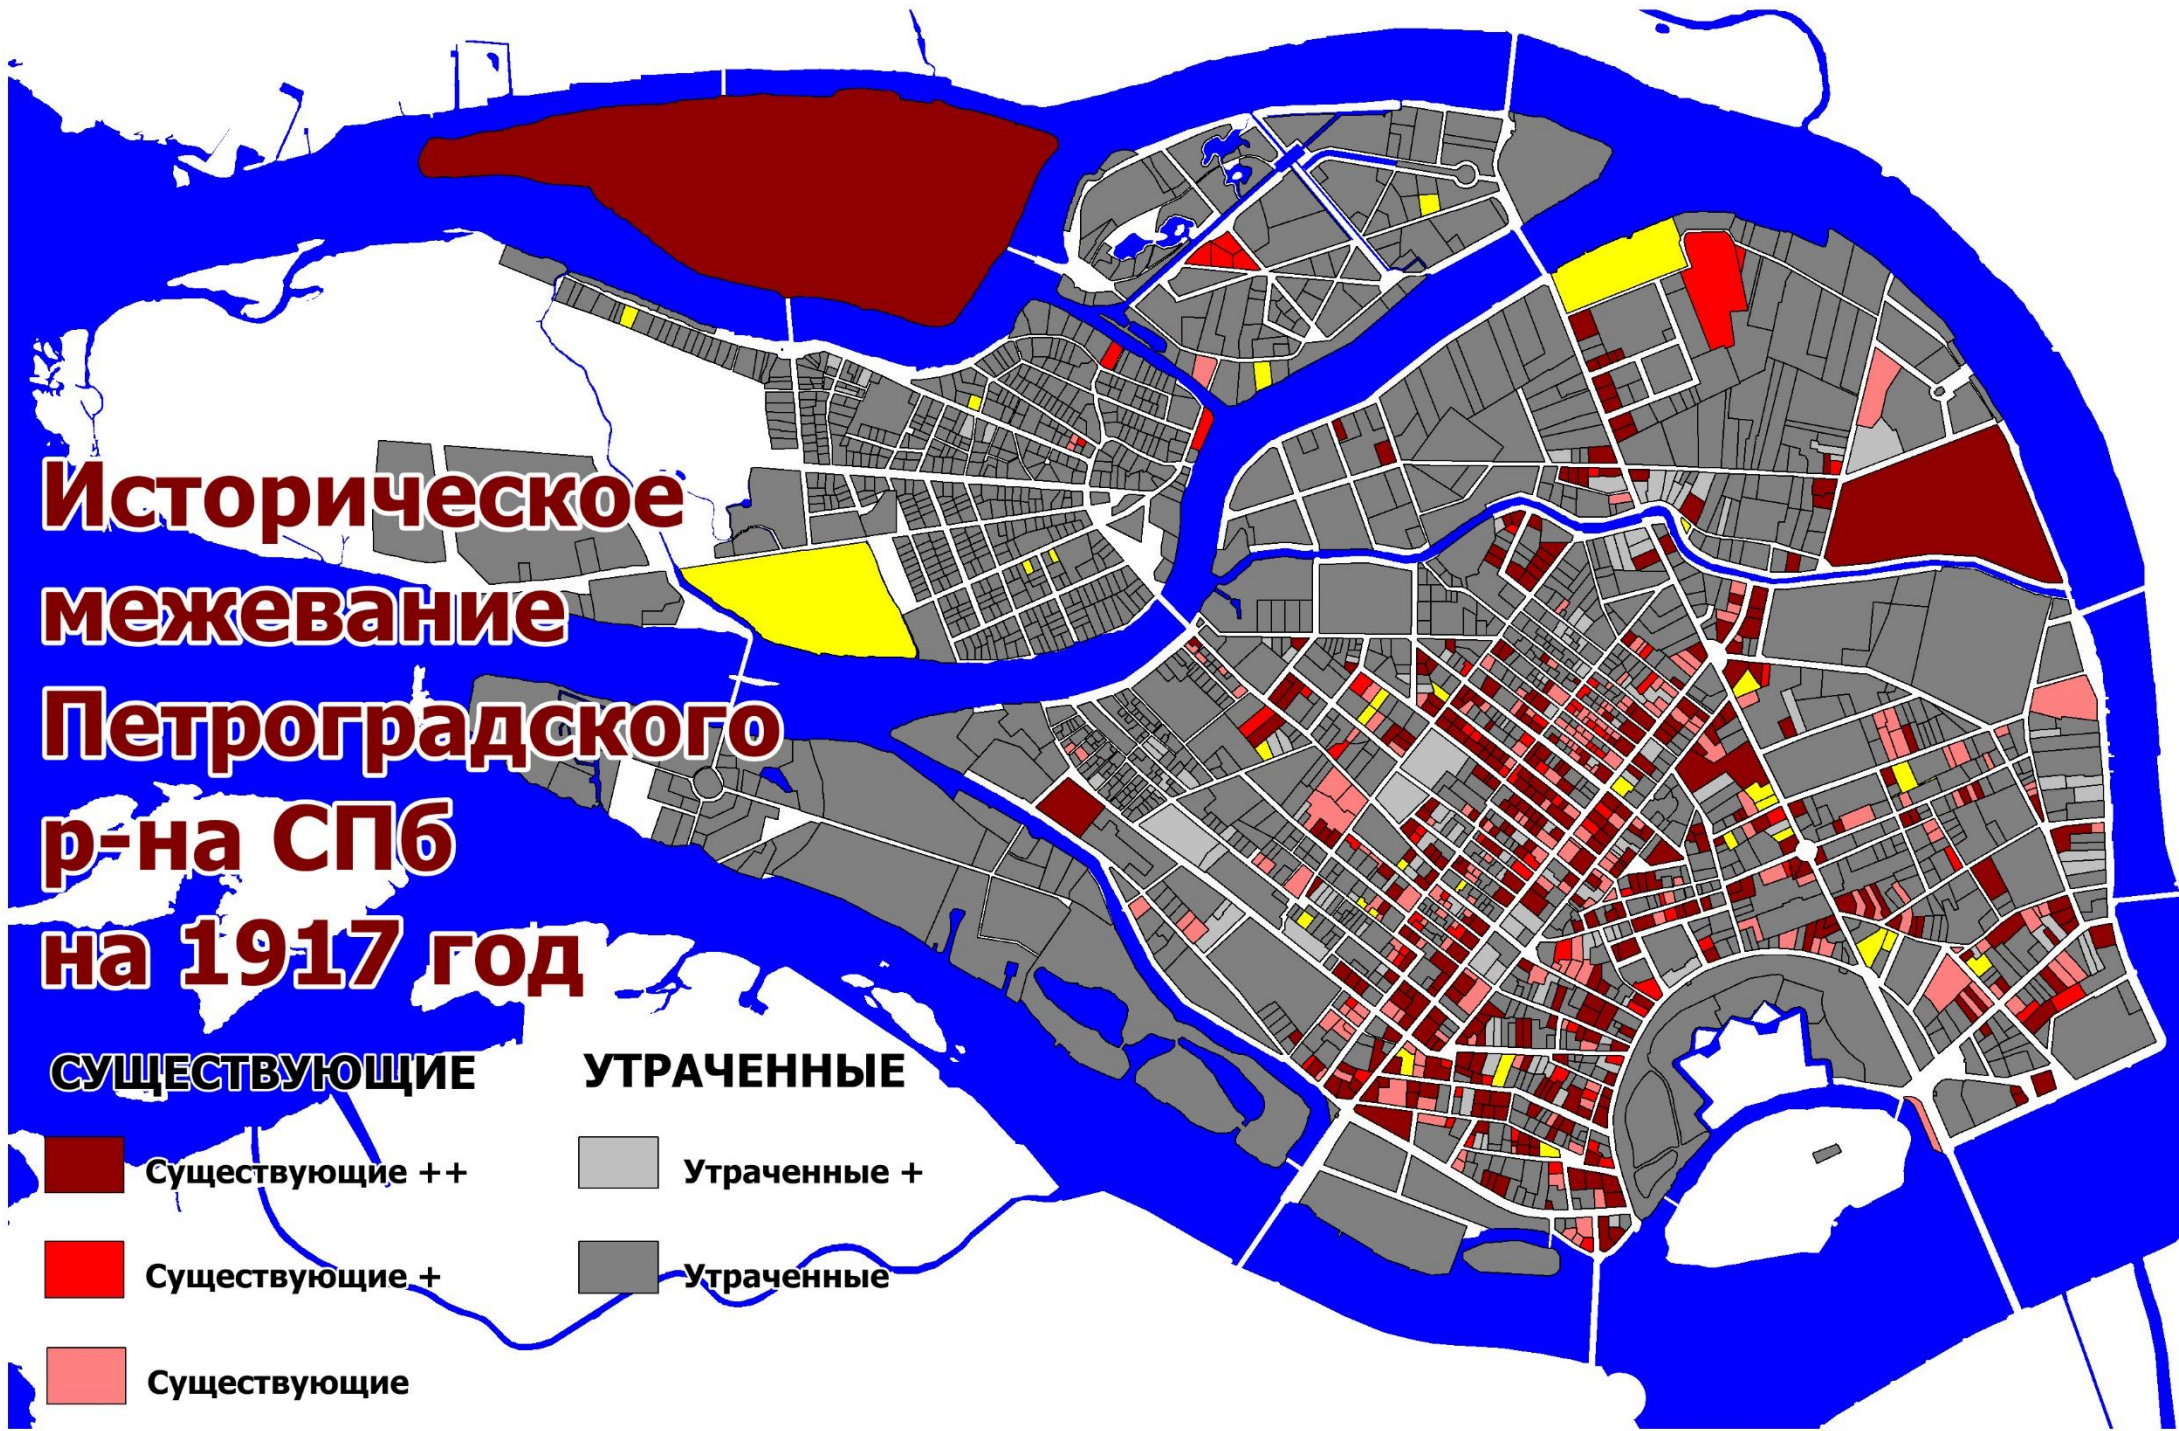 Историческое
межевание
Петроградского
р-на СПб
на 1917 год
СУЩЕСТВУЮЩИЕ
УТРАЧЕННЫЕ
Существующие ++
Утраченные +
Существующие +
Утраченные
Существующие